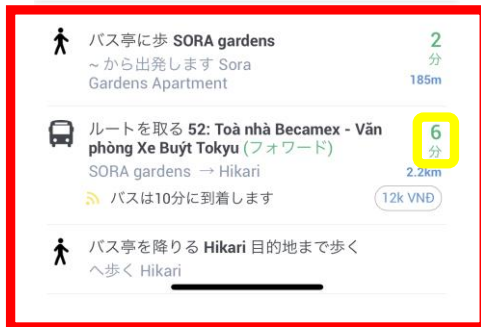 バス亭に歩 SORA gardens
2
~ から出発します Sora
分
Gardens Apartment
185m
ルートを取る 52: Toà nhà Becamex - Văn
phòng Xe Buýt Tokyu (フォワード)
6
分
SORA gardens → Hikari
2.2km
バスは10分に到着します
12k VNĐ
バス亭を降りる Hikari 目的地まで歩く
へ歩く Hikari